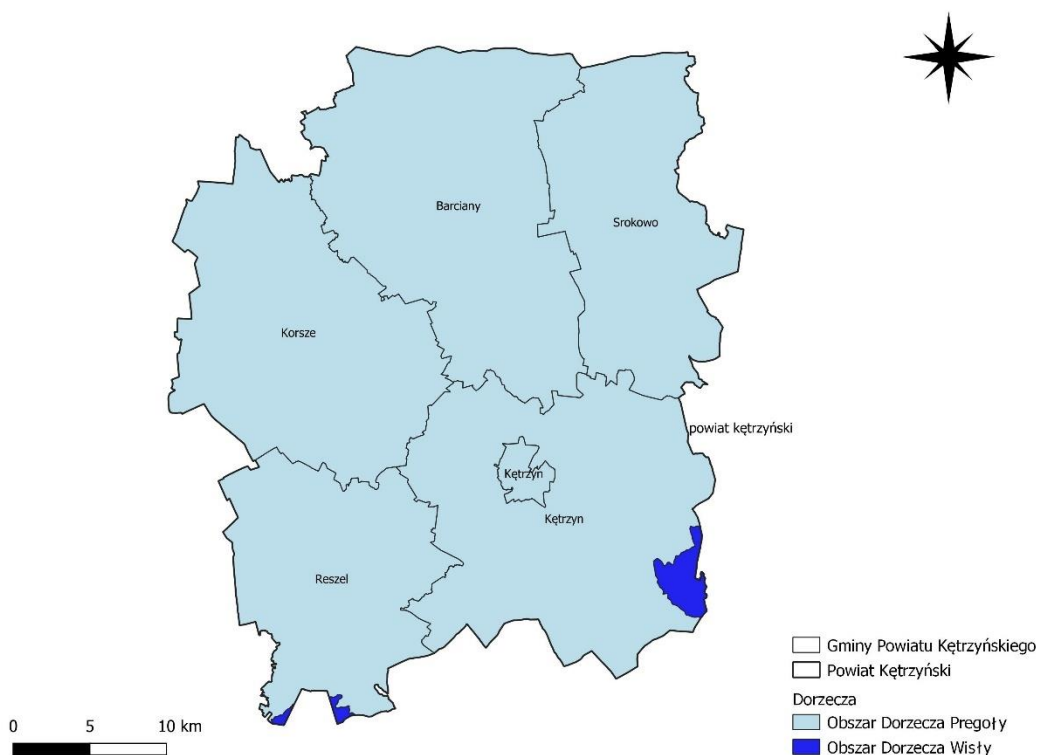 Barciany
Srokowo
Korsze
powiat kętrzyński
Kętrzyn
Kętrzyn
Reszel
Gminy Powiatu Kętrzyńskiego
Powiat Kętrzyński
Dorzecza
Obszar Dorzecza Pregoły
Obszar Dorzecza Wisły
0 5 10 km